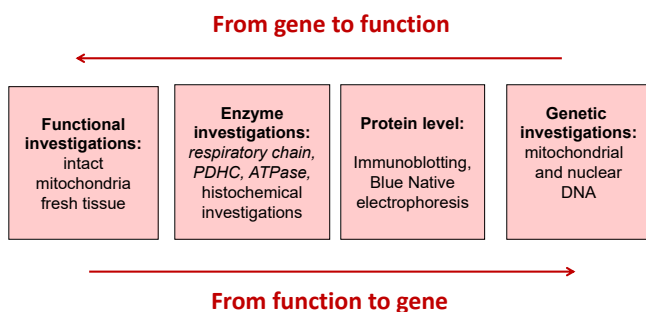 From gene to function
Functional
investigations:
intact
mitochondria
fresh tissue
Enzyme
investigations:
respiratory chain,
PDHC, ATPase,
histochemical
investigations
Protein level:
Immunoblotting,
Blue Native
electrophoresis
Genetic
investigations:
mitochondrial
and nuclear
DNA
From function to gene